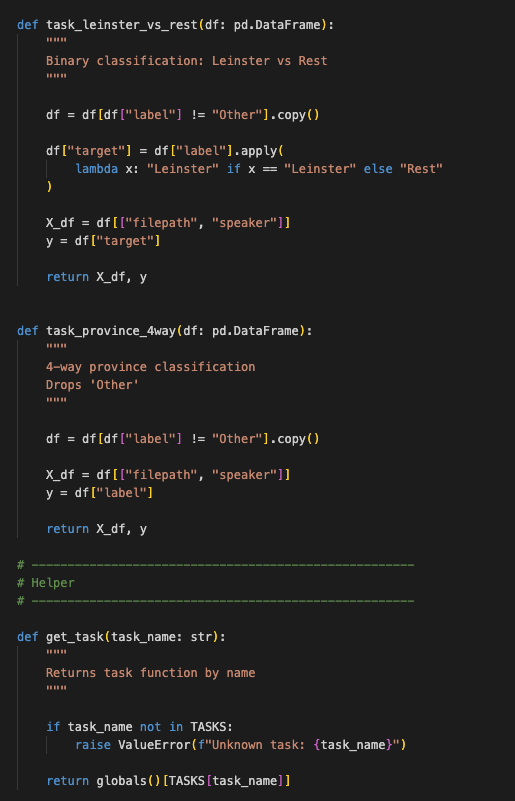 def task_leinster_vs_rest(df: pd.DataFrame):
    """
    Binary classification: Leinster vs Rest
    """

    df = df[df["label"] != "Other"].copy()

    df["target"] = df["label"].apply(
        lambda x: "Leinster" if x == "Leinster" else "Rest"
    )

    X_df = df[["filepath", "speaker"]]
    y = df["target"]

    return X_df, y


def task_province_4way(df: pd.DataFrame):
    """
    4-way province classification
    Drops 'Other'
    """

    df = df[df["label"] != "Other"].copy()

    X_df = df[["filepath", "speaker"]]
    y = df["label"]

    return X_df, y

# -----------------------------------------------------
# Helper
# -----------------------------------------------------

def get_task(task_name: str):
    """
    Returns task function by name
    """

    if task_name not in TASKS:
        raise ValueError(f"Unknown task: {task_name}")

    return globals()[TASKS[task_name]]